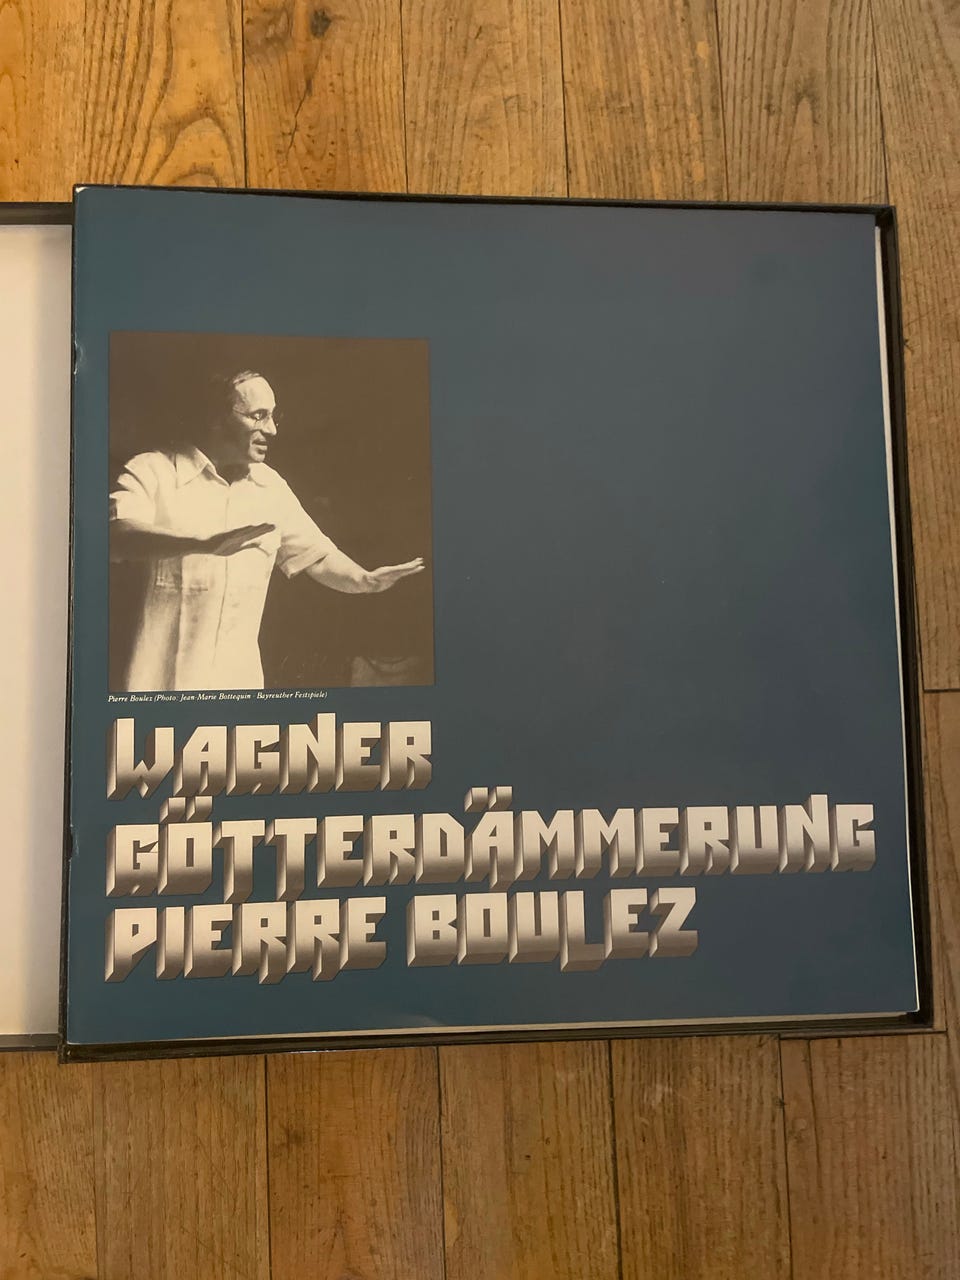 Pierre Boulez (Photo: Jean-Marie Bottequin - Bayreuther Festspiele)
WAGNER
GÖTTERDÄMMERUNG
PIERRE BOULEZ